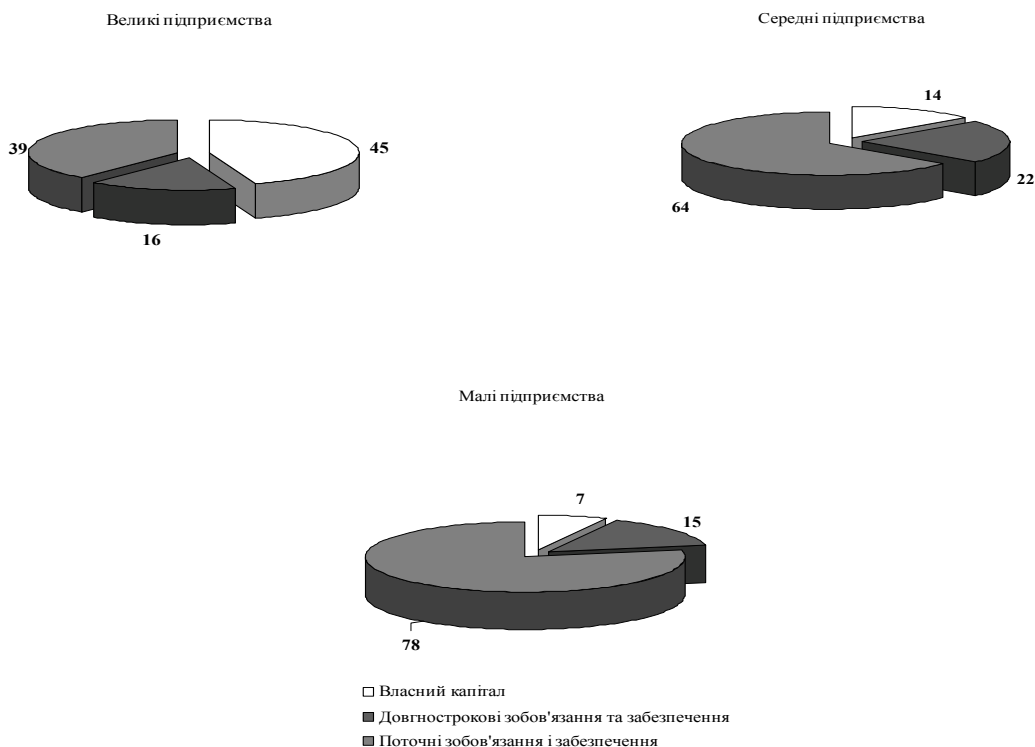 Великі підприємства
Середні підприємства
39
45
16
14
22
64
Малі підприємства
7
15
78
Власний капітал
Довгнострокові зобов'язання та забезпечення
Поточні зобов'язання і забезпечення